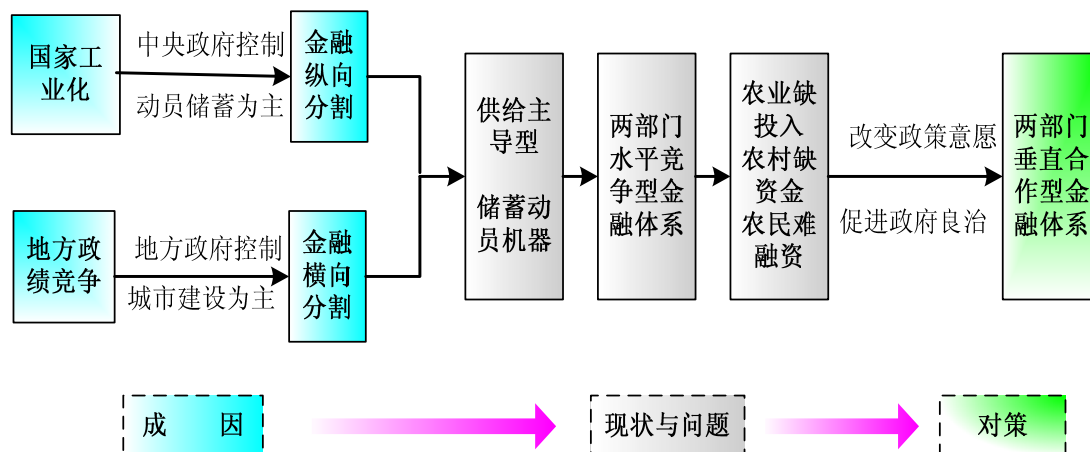 国家工
业化
中央政府控制
动员储蓄为主
金融
纵向
分割
地方政
绩竞争
地方政府控制
城市建设为主
金融
横向
分割
供给主
导型
储蓄动
员机器
两部门
水平竞
争型金
融体系
农业缺
投入
农村缺
资金
农民难
融资
改变政策意愿
促进政府良治
两部门
垂直合
作型金
融体系
成 因
现状与问题
对策